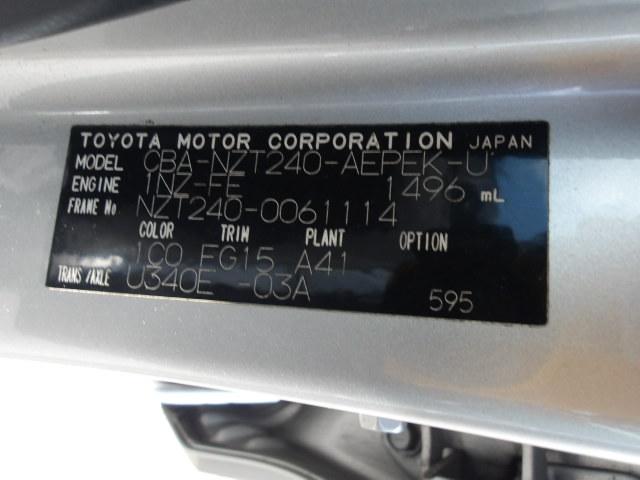 TOYOTA MOTOR CORPORATION JAPAN
MODEL CBA-NZT240-AEPEK-U
ENGINE 1NZ-FE 1496 mL
FRAME No NZT240-0061114
COLOR TRIM PLANT OPTION
1C0 FG15 A41
TRANS/AXLE U340E -03A
595